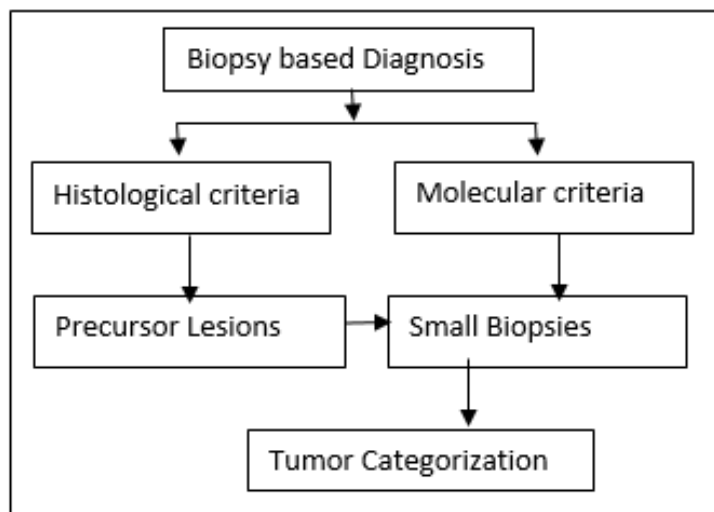 Biopsy based Diagnosis
Histological criteria
Molecular criteria
Precursor Lesions
Small Biopsies
Tumor Categorization